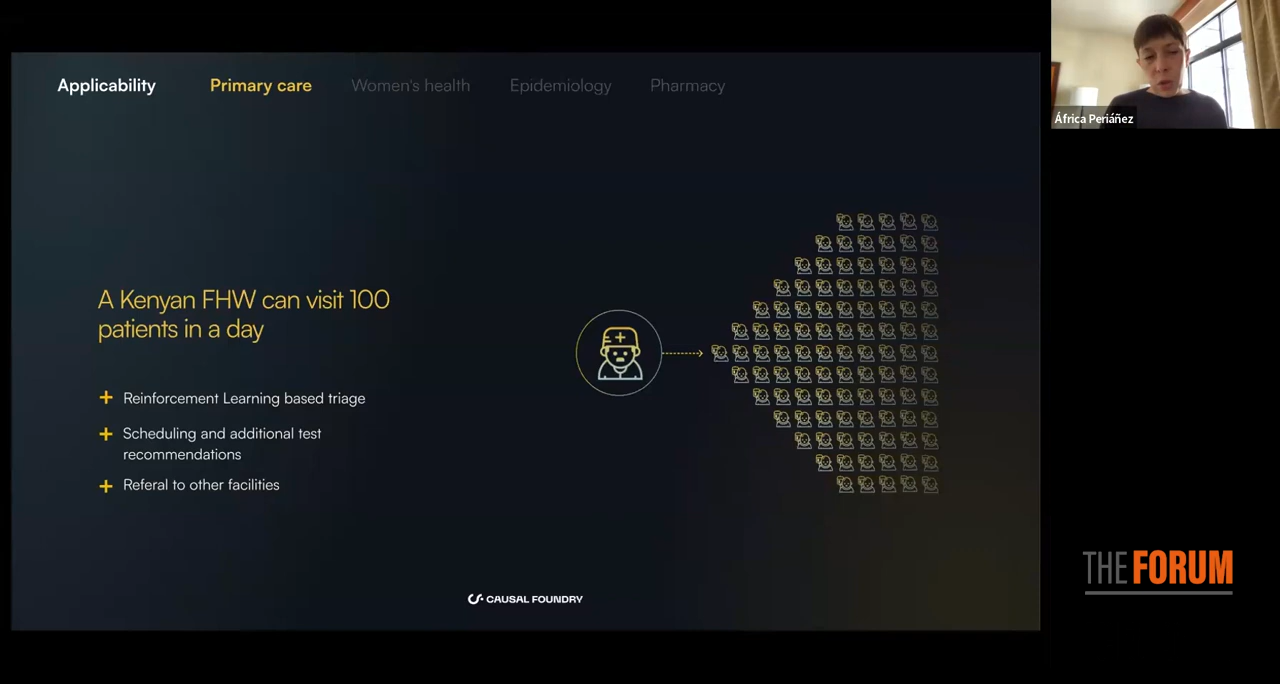 Applicability Primary care Women's health Epidemiology Pharmacy
A Kenyan FHW can visit 100
patients in a day
+ Reinforcement Learning based triage
+ Scheduling and additional test
recommendations
+ Referal to other facilities
CAUSAL FOUNDRY
África Periáñez
THE FORUM